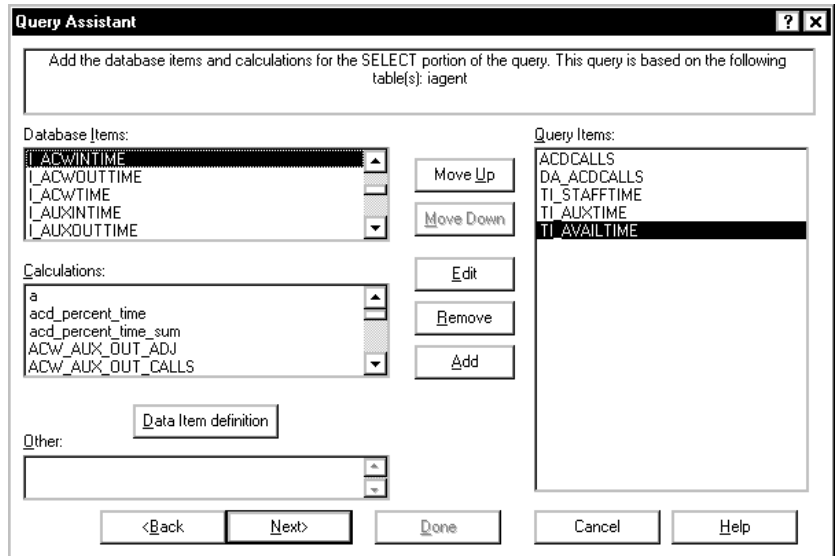 Query Assistant
Add the database items and calculations for the SELECT portion of the query. This query is based on the following
table(s): iagent
Database Items:
I_ACWINTIME
I_ACWOUTTIME
I_ACWTIME
I_AUXINTIME
I_AUXOUTTIME
Calculations:
a
acd_percent_time
acd_percent_time_sum
ACW_AUX_OUT_ADJ
ACW_AUX_OUT_CALLS
Data Item definition
Other:
Move Up
Move Down
Edit
Remove
Add
Query Items:
ACDCALLS
DA_ACDCALLS
TI_STAFFTIME
TI_AUXTIME
TI_AVAILTIME
<Back
Next>
Done
Cancel
Help